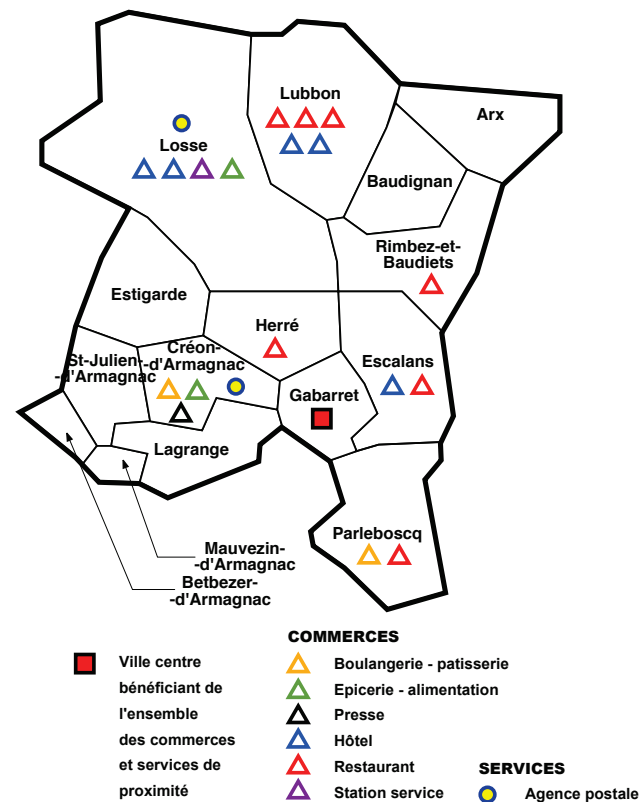 Lubbon
Arx
Losse
Baudignan
Rimbez-et-
Baudiets
Estigarde
Herré
Créon-
-d'Armagnac
St-Julien-
-d'Armagnac
Escalans
Gabarret
Lagrange
Parleboscq
Mauvezin-
-d'Armagnac
Betbezer-
-d'Armagnac
Ville centre
bénéficiant de
l'ensemble
des commerces
et services de
proximité
COMMERCES
Boulangerie - patisserie
Epicerie - alimentation
Presse
Hôtel
Restaurant
Station service
SERVICES
Agence postale